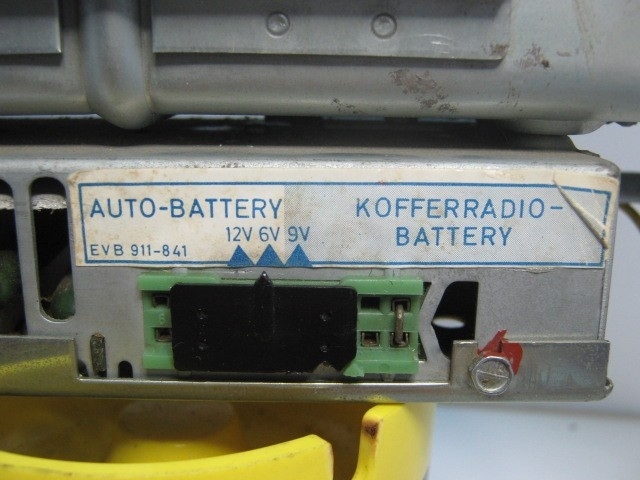 AUTO-BATTERY
12V 6V 9V
EVB 911-841
KOFFERRADIO-
BATTERY